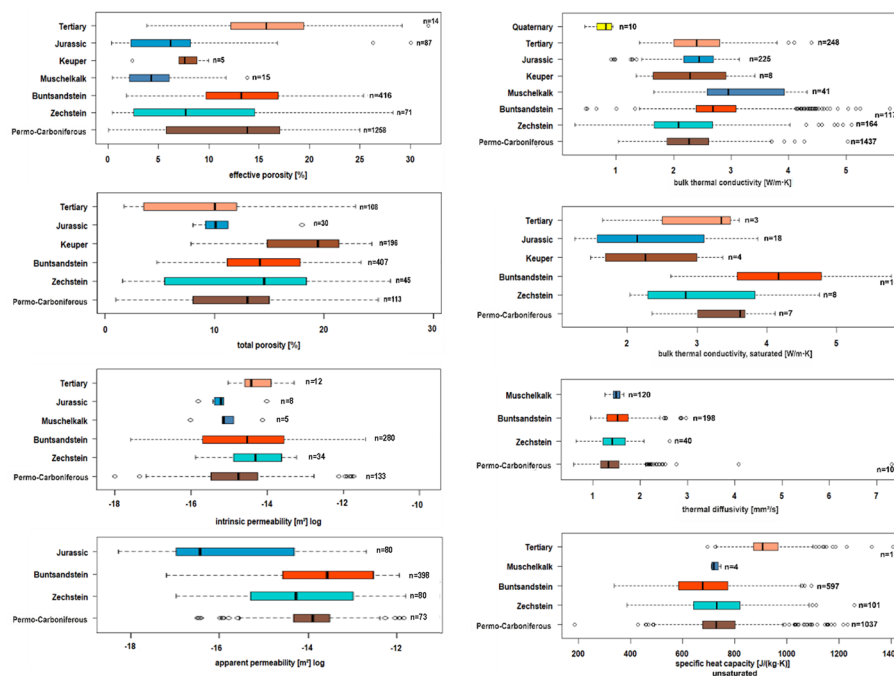 Tertiary n=14
Jurassic n=87
Keuper n=5
Muschelkalk n=15
Buntsandstein n=416
Zechstein n=71
Permo-Carboniferous n=1258
0 5 10 15 20 25 30
effective porosity [%]
Tertiary n=108
Jurassic n=30
Keuper n=196
Buntsandstein n=407
Zechstein n=45
Permo-Carboniferous n=113
10 20 30
total porosity [%]
Tertiary n=12
Jurassic n=8
Muschelkalk n=5
Buntsandstein n=280
Zechstein n=34
Permo-Carboniferous n=133
-18 -16 -14 -12 -10
intrinsic permeability [m²] log
Jurassic n=80
Buntsandstein n=398
Zechstein n=80
Permo-Carboniferous n=73
-18 -16 -14 -12
apparent permeability [m²] log
Quaternary n=10
Tertiary n=248
Jurassic n=225
Keuper n=8
Muschelkalk n=41
Buntsandstein
n=117
Zechstein n=164
Permo-Carboniferous n=1437
1 2 3 4 5
bulk thermal conductivity [W/m·K]
Tertiary n=3
Jurassic n=18
Keuper n=4
Buntsandstein n=1
Zechstein n=8
Permo-Carboniferous n=7
2 3 4 5
bulk thermal conductivity, saturated [W/m·K]
Muschelkalk n=120
Buntsandstein n=198
Zechstein n=40
Permo-Carboniferous n=10
1 2 3 4 5 6 7
thermal diffusivity [mm²/s]
Tertiary n=1
Muschelkalk n=4
Buntsandstein n=597
Zechstein n=101
Permo-Carboniferous n=1037
200 400 600 800 1000 1200 140
specific heat capacity [J/(kg·K)]
unsaturated